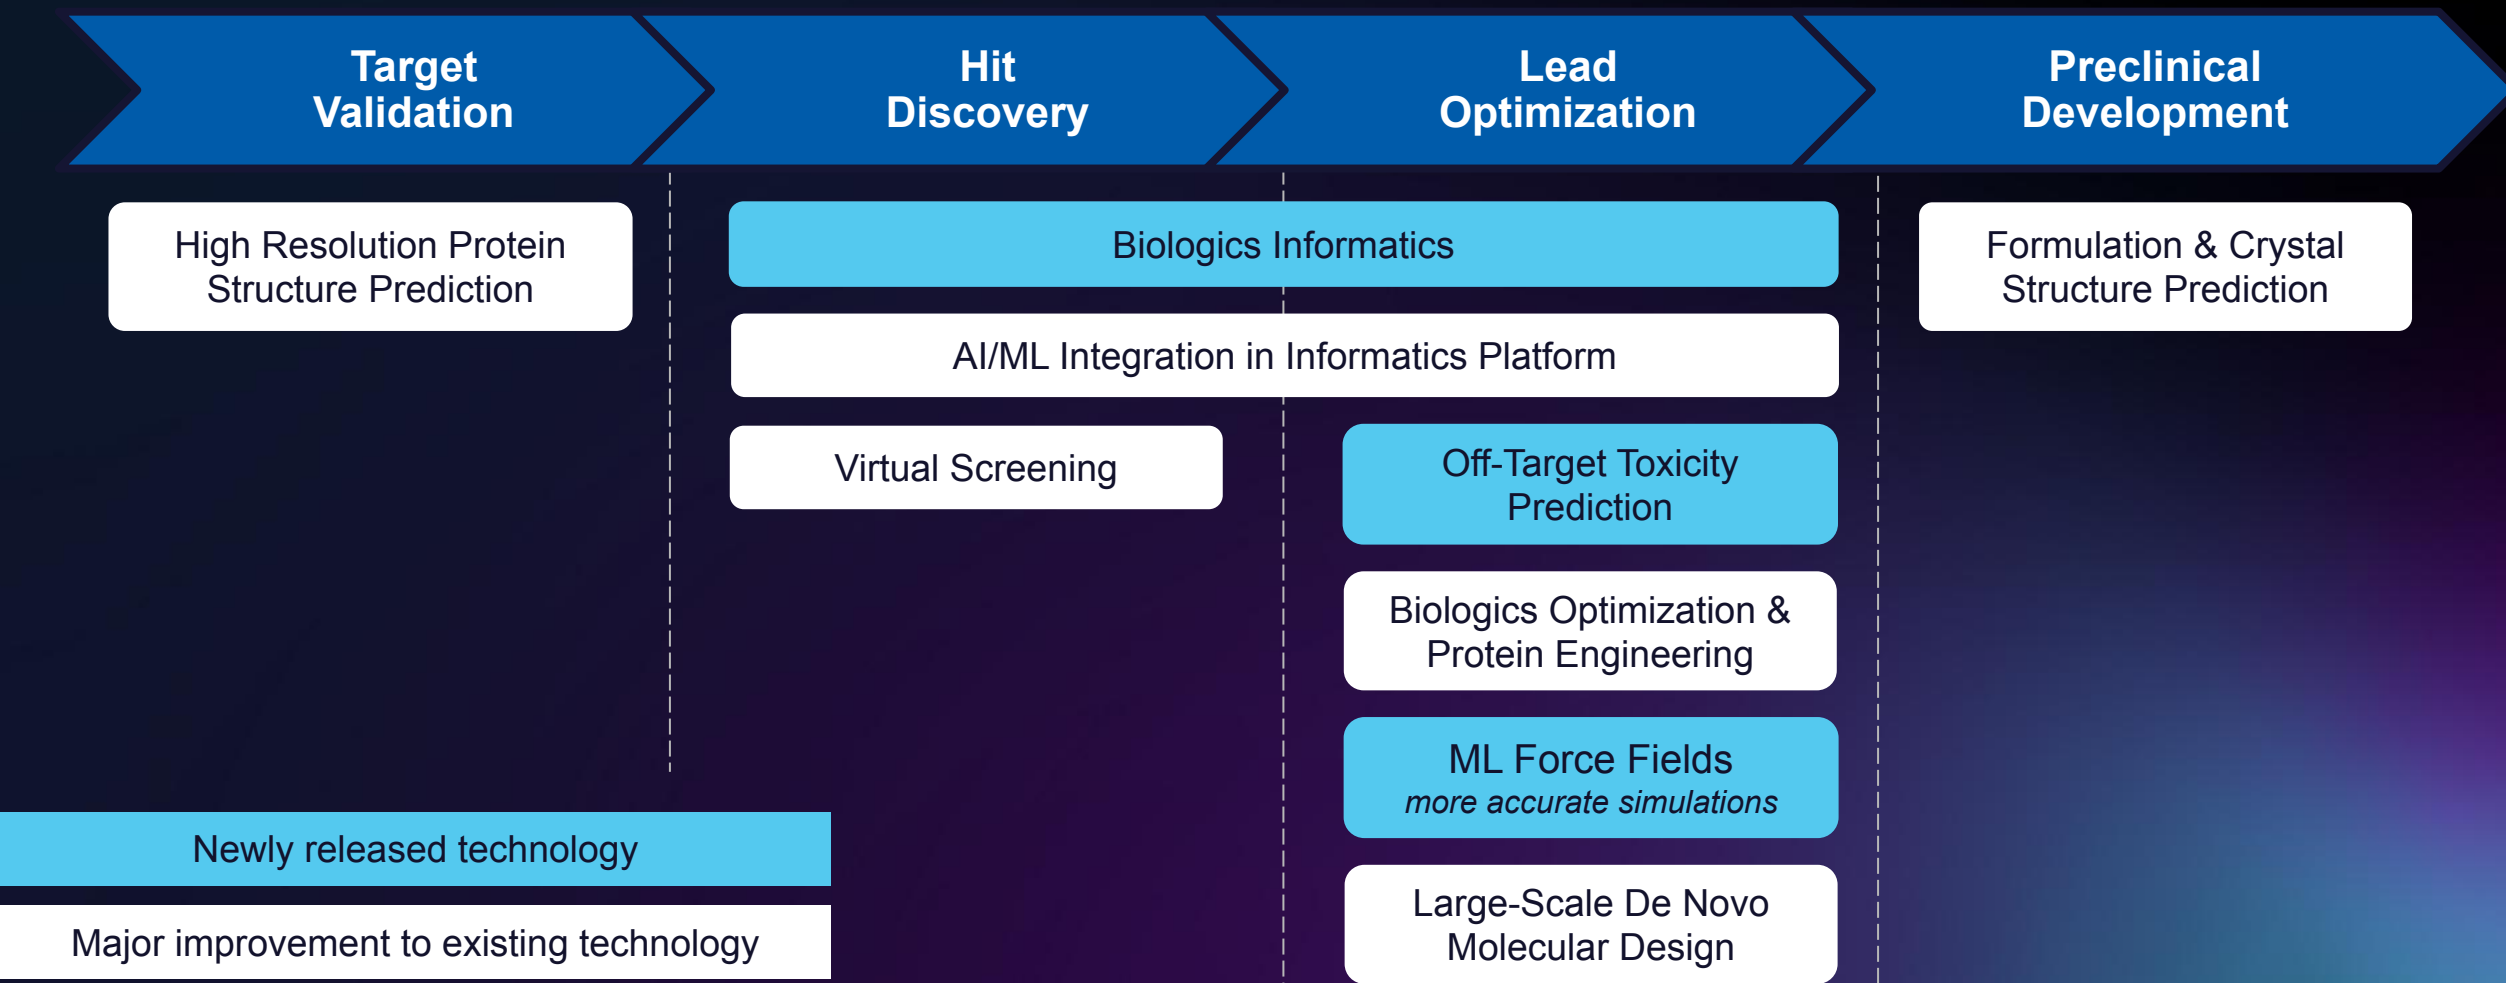 Target
Validation
Hit
Discovery
Lead
Optimization
Preclinical
Development
High Resolution Protein
Structure Prediction
Biologics Informatics
Formulation & Crystal
Structure Prediction
AI/ML Integration in Informatics Platform
Virtual Screening
Off-Target Toxicity
Prediction
Biologics Optimization &
Protein Engineering
ML Force Fields
more accurate simulations
Large-Scale De Novo
Molecular Design
Newly released technology
Major improvement to existing technology